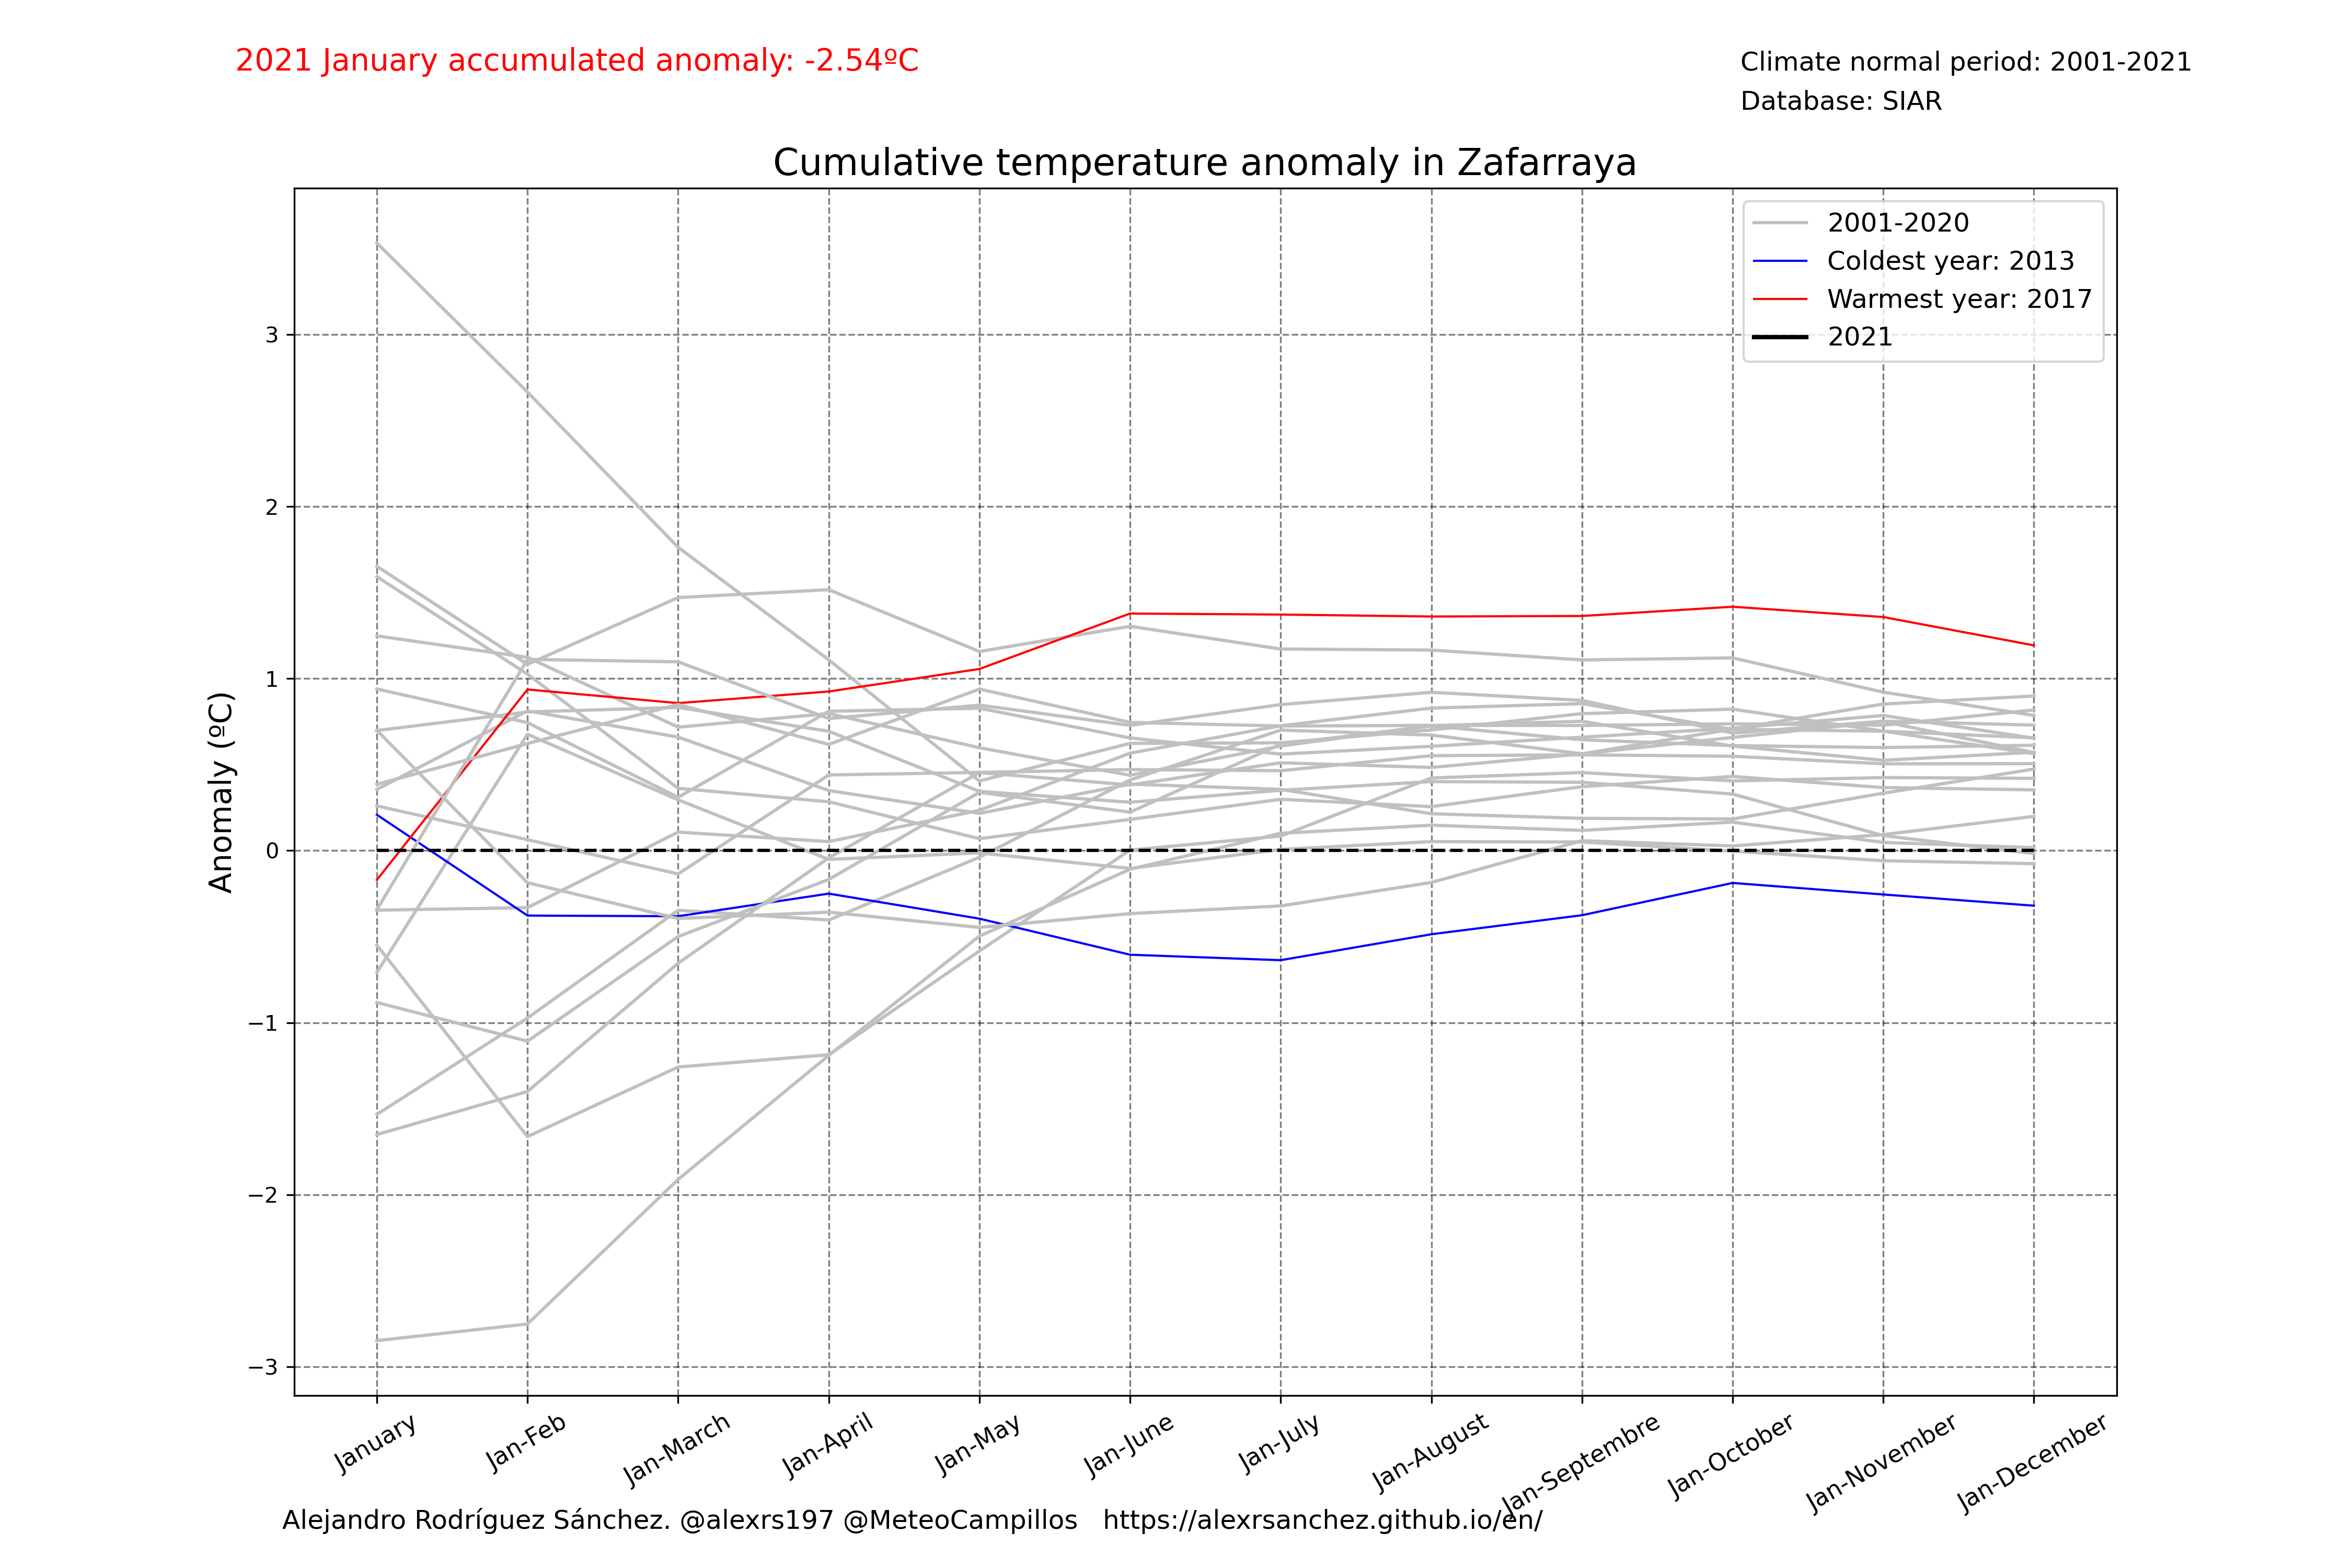 2021 January accumulated anomaly: -2.54ºC
Climate normal period: 2001-2021
Database: SIAR
Cumulative temperature anomaly in Zafarraya
2001-2020
Coldest year: 2013
Warmest year: 2017
2021
Anomaly (ºC)
3
2
1
0
−1
−2
−3
January
Jan-Feb
Jan-March
Jan-April
Jan-May
Jan-June
Jan-July
Jan-August
Jan-Septembre
Jan-October
Jan-November
Jan-December
Alejandro Rodríguez Sánchez. @alexrs197 @MeteoCampillos https://alexrsanchez.github.io/en/